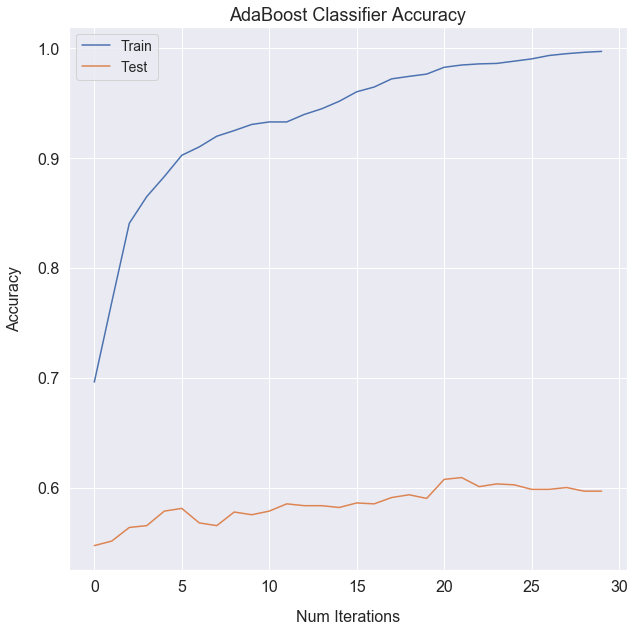 AdaBoost Classifier Accuracy
Train
Test
1.0
0.9
0.8
0.7
0.6
Accuracy
0 5 10 15 20 25 30
Num Iterations